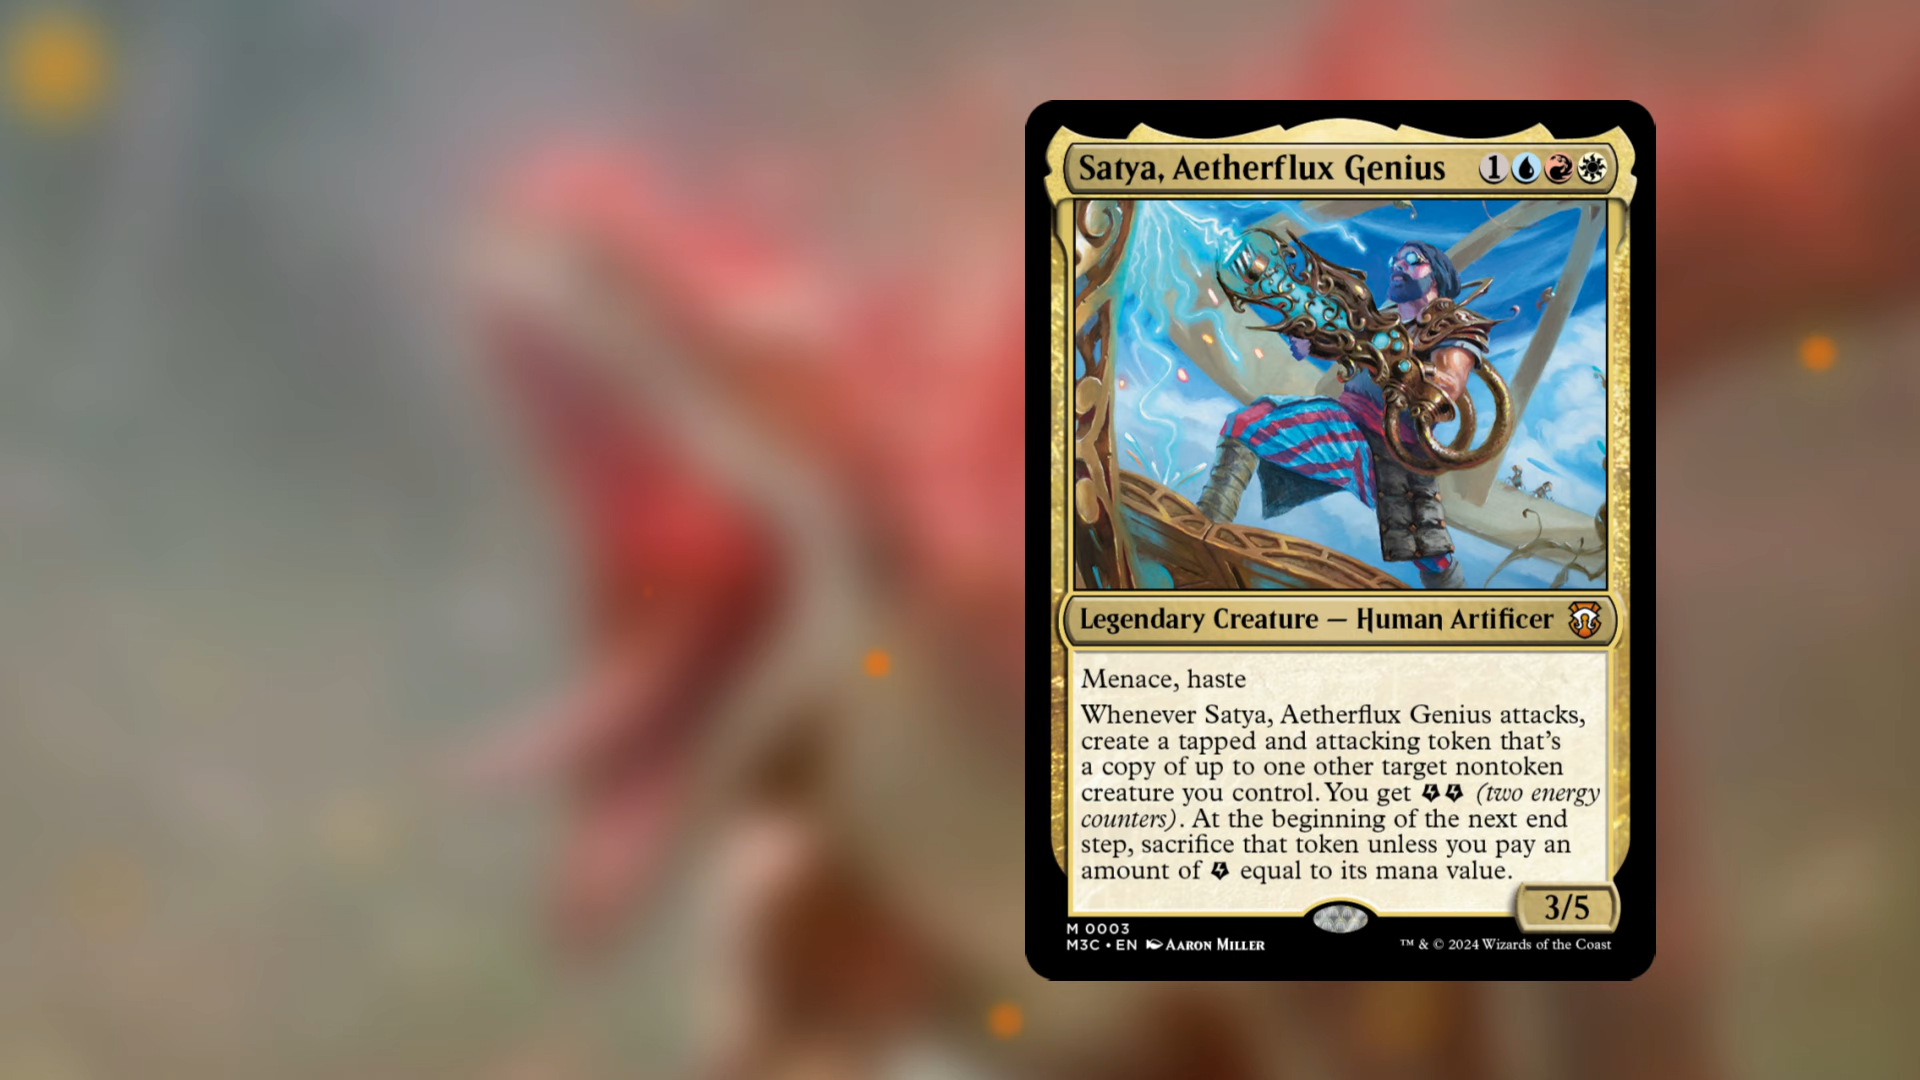 Satya, Aetherflux Genius 1
Legendary Creature — Human Artificer
Menace, haste
Whenever Satya, Aetherflux Genius attacks,
create a tapped and attacking token that's
a copy of up to one other target nontoken
creature you control. You get (two energy
counters). At the beginning of the next end
step, sacrifice that token unless you pay an
amount of equal to its mana value.
3/5
M 0003
M3C • EN AARON MILLER
™ & © 2024 Wizards of the Coast